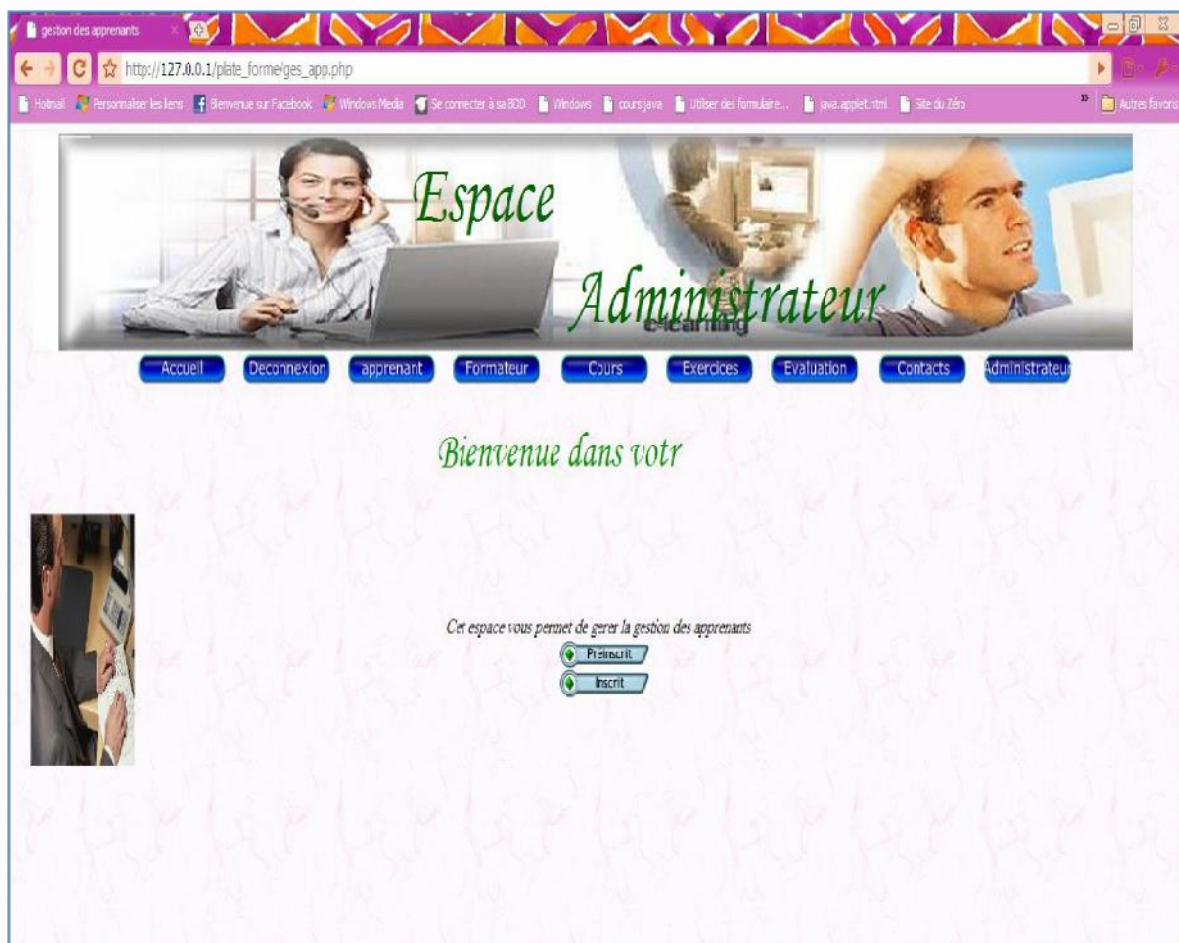 gestion des apprenants
http://127.0.0.1/plate_forme/ges_app.php
Hotmail Personnaliser les liens Bienvenue sur Facebook Windows Media Se connecter à sa BDD Windows cours java Utiliser des formulaire... java.applet.html Site du Zéro » Autres favoris
Espace
Administrateur
e-learning
Accueil Deconnexion apprenant Formateur Cours Exercices Evaluation Contacts Administrateur
Bienvenue dans votr
Cet espace vous permet de gerer la gestion des apprenants
Préinscrit
Inscrit